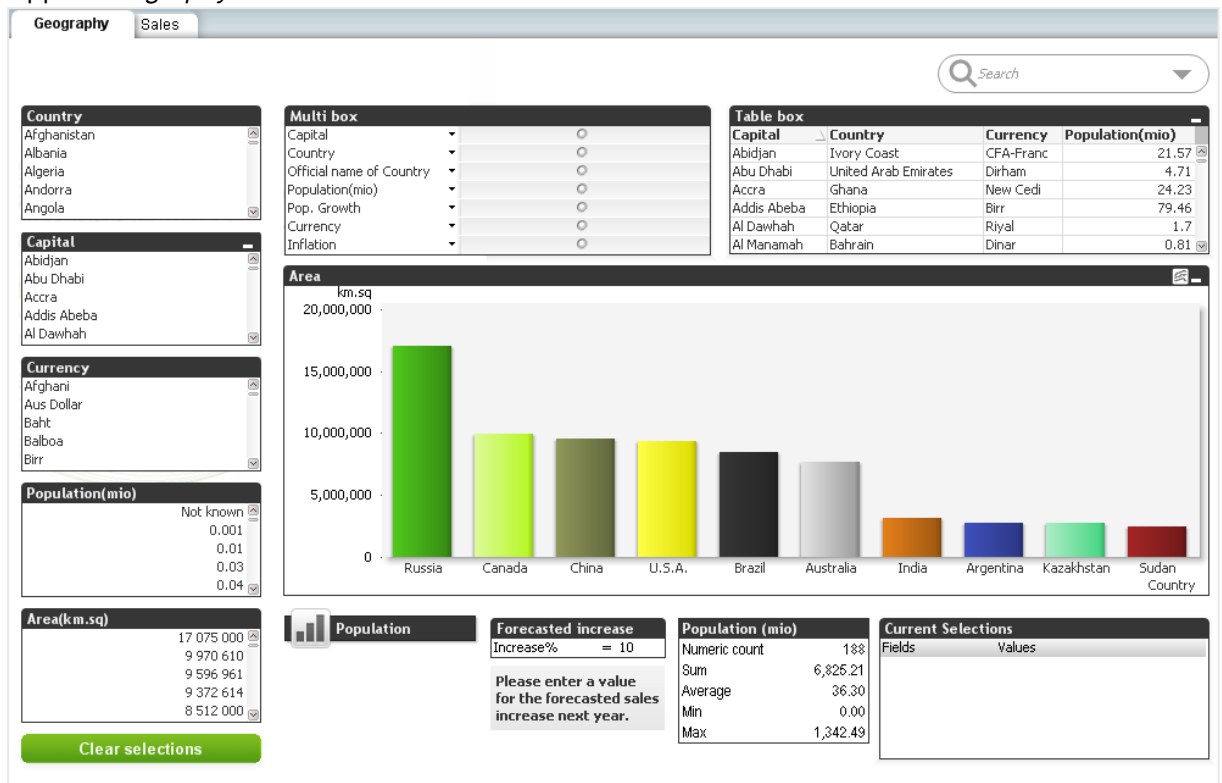 Geography
Sales
Search
Country
Afghanistan
Albania
Algeria
Andorra
Angola
Capital
Abidjan
Abu Dhabi
Accra
Addis Abeba
Al Dawhah
Currency
Afghani
Aus Dollar
Baht
Balboa
Birr
Population(mio)
Not known
0.001
0.01
0.03
0.04
Area(km.sq)
17 075 000
9 970 610
9 596 961
9 372 614
8 512 000
Clear selections
Multi box
Capital
Country
Official name of Country
Population(mio)
Pop. Growth
Currency
Inflation
Table box
Capital Country Currency Population(mio)
Abidjan Ivory Coast CFA-Franc 21.57
Abu Dhabi United Arab Emirates Dirham 4.71
Accra Ghana New Cedi 24.23
Addis Abeba Ethiopia Birr 79.46
Al Dawhah Qatar Riyal 1.7
Al Manamah Bahrain Dinar 0.81
Area
km.sq
20,000,000
15,000,000
10,000,000
5,000,000
0
Russia Canada China U.S.A. Brazil Australia India Argentina Kazakhstan Sudan
Country
Population
Forecasted increase
Increase% = 10
Please enter a value
for the forecasted sales
increase next year.
Population (mio)
Numeric count 188
Sum 6,825.21
Average 36.30
Min 0.00
Max 1,342.49
Current Selections
Fields Values